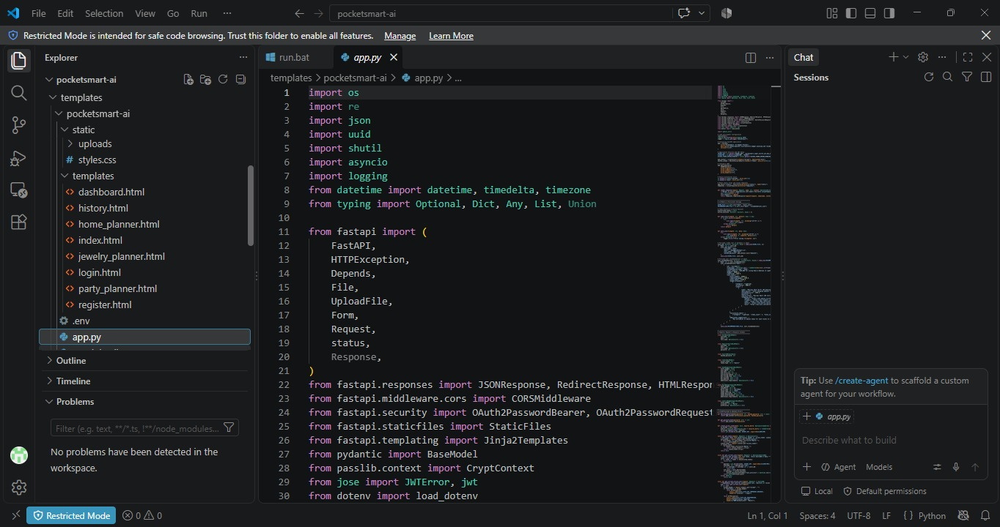 File Edit Selection View Go Run ··· pocketsmart-ai
Restricted Mode is intended for safe code browsing. Trust this folder to enable all features. Manage Learn More
Explorer
pocketsmart-ai
templates
pocketsmart-ai
static
uploads
# styles.css
templates
<> dashboard.html
<> history.html
<> home_planner.html
<> index.html
<> jewelry_planner.html
<> login.html
<> party_planner.html
<> register.html
.env
app.py
Outline
Timeline
Problems
Filter (e.g. text, **/*.ts, !**/node_modules...
No problems have been detected in the
workspace.
run.bat app.py
templates > pocketsmart-ai > app.py > ...
1 import os
2 import re
3 import json
4 import uuid
5 import shutil
6 import asyncio
7 import logging
8 from datetime import datetime, timedelta, timezone
9 from typing import Optional, Dict, Any, List, Union
10
11 from fastapi import (
12 FastAPI,
13 HTTPException,
14 Depends,
15 File,
16 UploadFile,
17 Form,
18 Request,
19 status,
20 Response,
21 )
22 from fastapi.responses import JSONResponse, RedirectResponse, HTMLRespor
23 from fastapi.middleware.cors import CORSMiddleware
24 from fastapi.security import OAuth2PasswordBearer, OAuth2PasswordRequest
25 from fastapi.staticfiles import StaticFiles
26 from fastapi.templating import Jinja2Templates
27 from pydantic import BaseModel
28 from passlib.context import CryptContext
29 from jose import JWTError, jwt
30 from dotenv import load_dotenv
Chat
Sessions
Tip: Use /create-agent to scaffold a custom
agent for your workflow.
app.py
Describe what to build
Agent Models
Local Default permissions
Restricted Mode 0 0 Ln 1, Col 1 Spaces: 4 UTF-8 LF { } Python